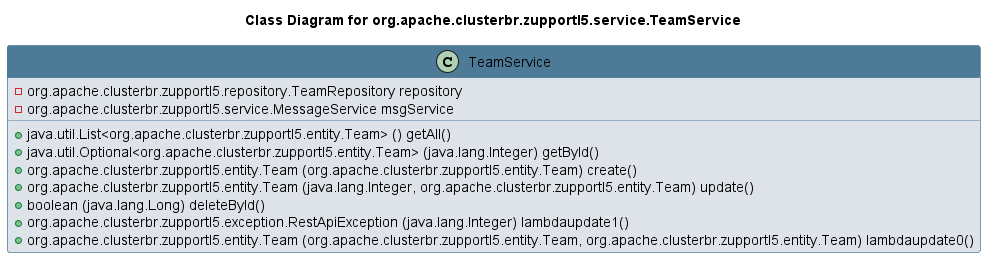 Class Diagram for org.apache.clusterbr.zupportl5.service.TeamService
C TeamService
org.apache.clusterbr.zupportl5.repository.TeamRepository repository
org.apache.clusterbr.zupportl5.service.MessageService msgService
java.util.List<org.apache.clusterbr.zupportl5.entity.Team> () getAll()
java.util.Optional<org.apache.clusterbr.zupportl5.entity.Team> (java.lang.Integer) getById()
org.apache.clusterbr.zupportl5.entity.Team (org.apache.clusterbr.zupportl5.entity.Team) create()
org.apache.clusterbr.zupportl5.entity.Team (java.lang.Integer, org.apache.clusterbr.zupportl5.entity.Team) update()
boolean (java.lang.Long) deleteById()
org.apache.clusterbr.zupportl5.exception.RestApiException (java.lang.Integer) lambdaupdate1()
org.apache.clusterbr.zupportl5.entity.Team (org.apache.clusterbr.zupportl5.entity.Team, org.apache.clusterbr.zupportl5.entity.Team) lambdaupdate0()